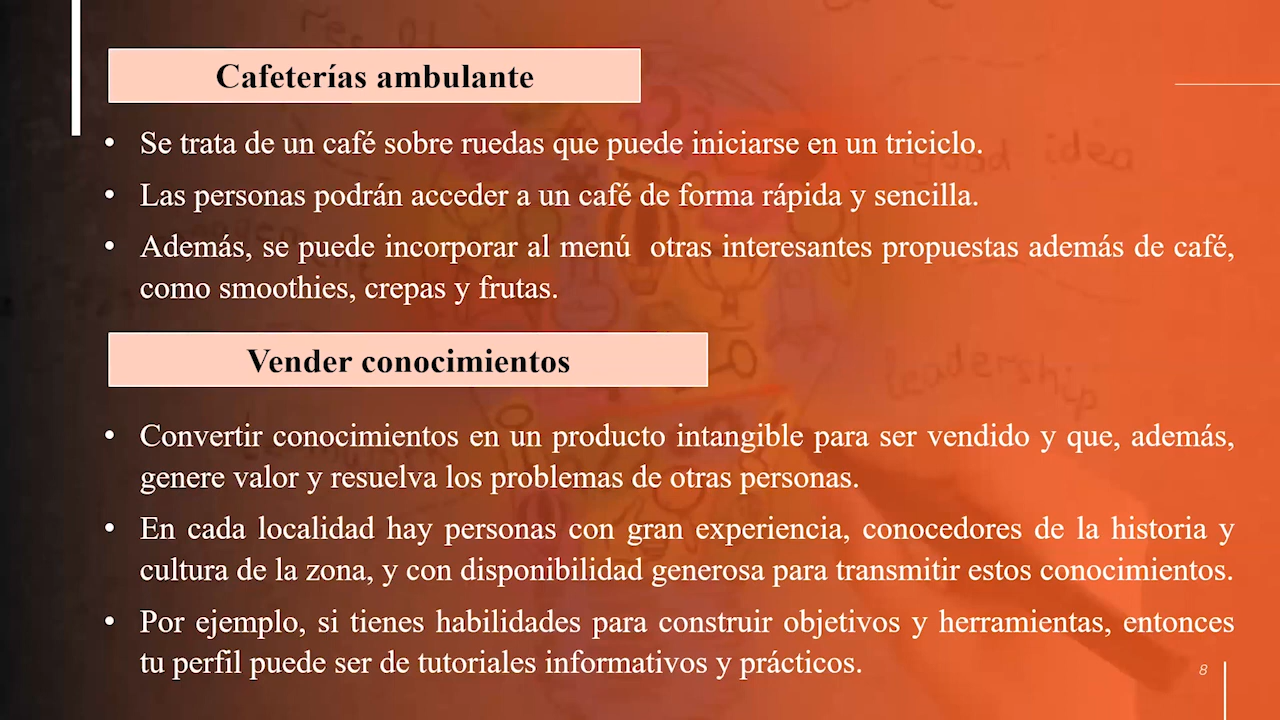 Cafeterías ambulante
• Se trata de un café sobre ruedas que puede iniciarse en un triciclo.
• Las personas podrán acceder a un café de forma rápida y sencilla.
• Además, se puede incorporar al menú  otras interesantes propuestas además de café,
como smoothies, crepas y frutas.
Vender conocimientos
• Convertir conocimientos en un producto intangible para ser vendido y que, además,
genere valor y resuelva los problemas de otras personas.
• En cada localidad hay personas con gran experiencia, conocedores de la historia y
cultura de la zona, y con disponibilidad generosa para transmitir estos conocimientos.
• Por ejemplo, si tienes habilidades para construir objetivos y herramientas, entonces
tu perfil puede ser de tutoriales informativos y prácticos.
good idea
leadership
8